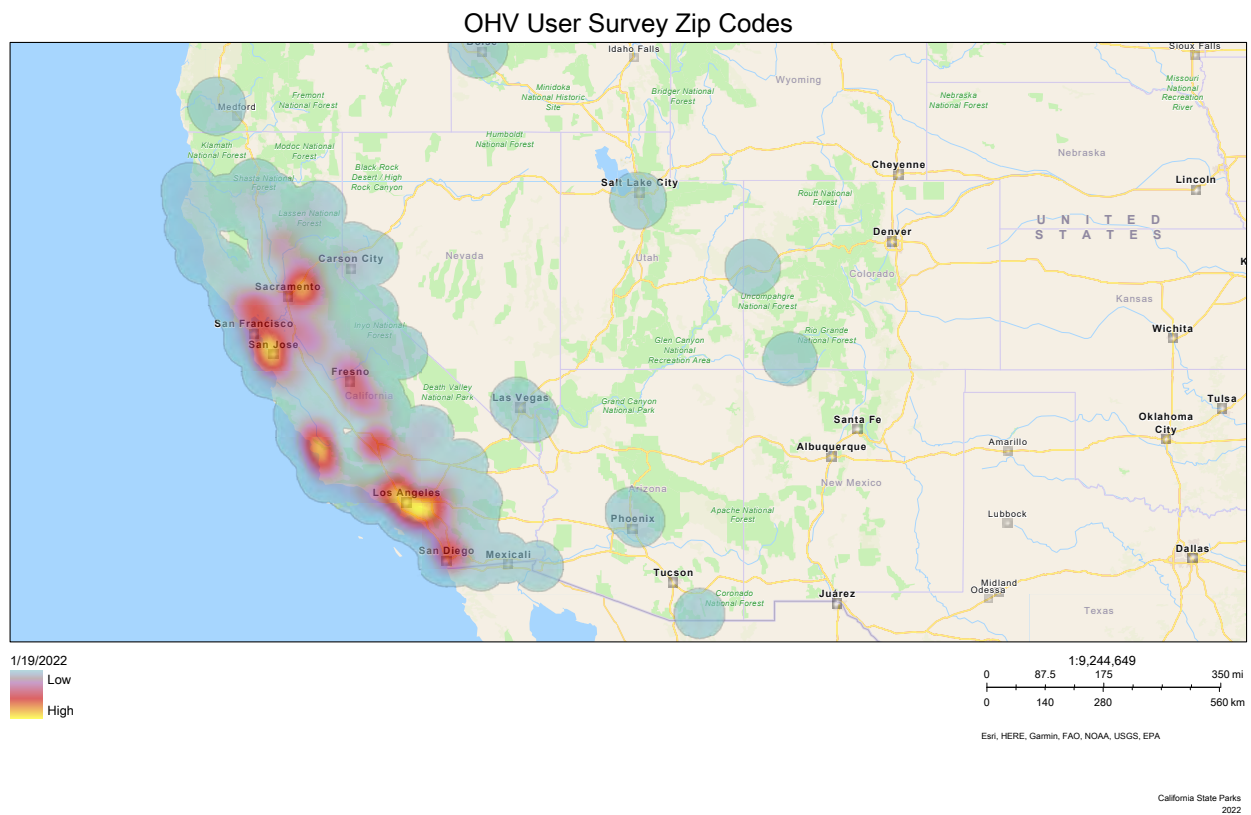 OHV User Survey Zip Codes
Boise
Idaho Falls
Sioux Falls
Wyoming
Medford
Fremont
National Forest
Minidoka
National Historic
Site
Bridger National
Forest
Nebraska
National Forest
Missouri
National
Recreation
River
Klamath
National Forest
Modoc National
Forest
Humboldt
National Forest
Black Rock
Desert / High
Rock Canyon
Nebraska
Cheyenne
Shasta National
Forest
Salt Lake City
Routt National
Forest
Lincoln
Lassen National
Forest
UNITED
STATES
Denver
Carson City
Nevada
Utah
Colorado
K
Sacramento
Uncompahgre
National Forest
Kansas
San Francisco
Inyo National
Forest
Rio Grande
National Forest
Wichita
San Jose
Glen Canyon
National
Recreation Area
Fresno
California
Death Valley
National Park
Las Vegas
Grand Canyon
National Park
Tulsa
Santa Fe
Oklahoma
City
Albuquerque
Amarillo
Los Angeles
Arizona
New Mexico
Phoenix
Apache National
Forest
Lubbock
San Diego
Mexicali
Dallas
Tucson
Coronado
National Forest
Juárez
Midland
Odessa
Texas
1/19/2022
Low
High
1:9,244,649
0 87.5 175 350 mi
0 140 280 560 km
Esri, HERE, Garmin, FAO, NOAA, USGS, EPA
California State Parks
2022